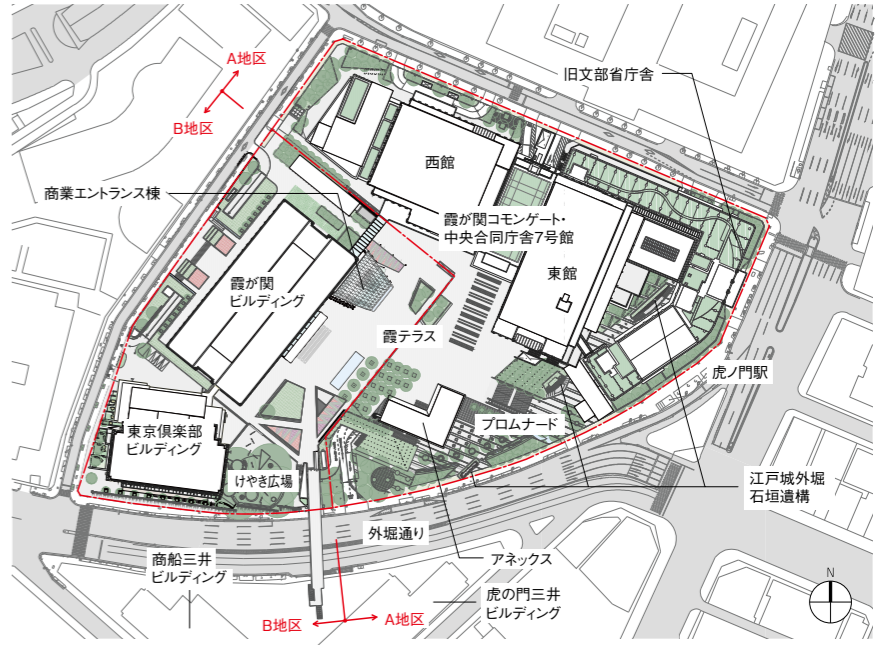 A地区
B地区
旧文部省庁舎
西館
商業エントランス棟
霞が関コモンゲート・
中央合同庁舎7号館
東館
霞が関
ビルディング
霞テラス
虎ノ門駅
東京倶楽部
ビルディング
プロムナード
けやき広場
江戸城外堀
石垣遺構
外堀通り
商船三井
ビルディング
アネックス
虎の門三井
ビルディング
N
B地区
A地区